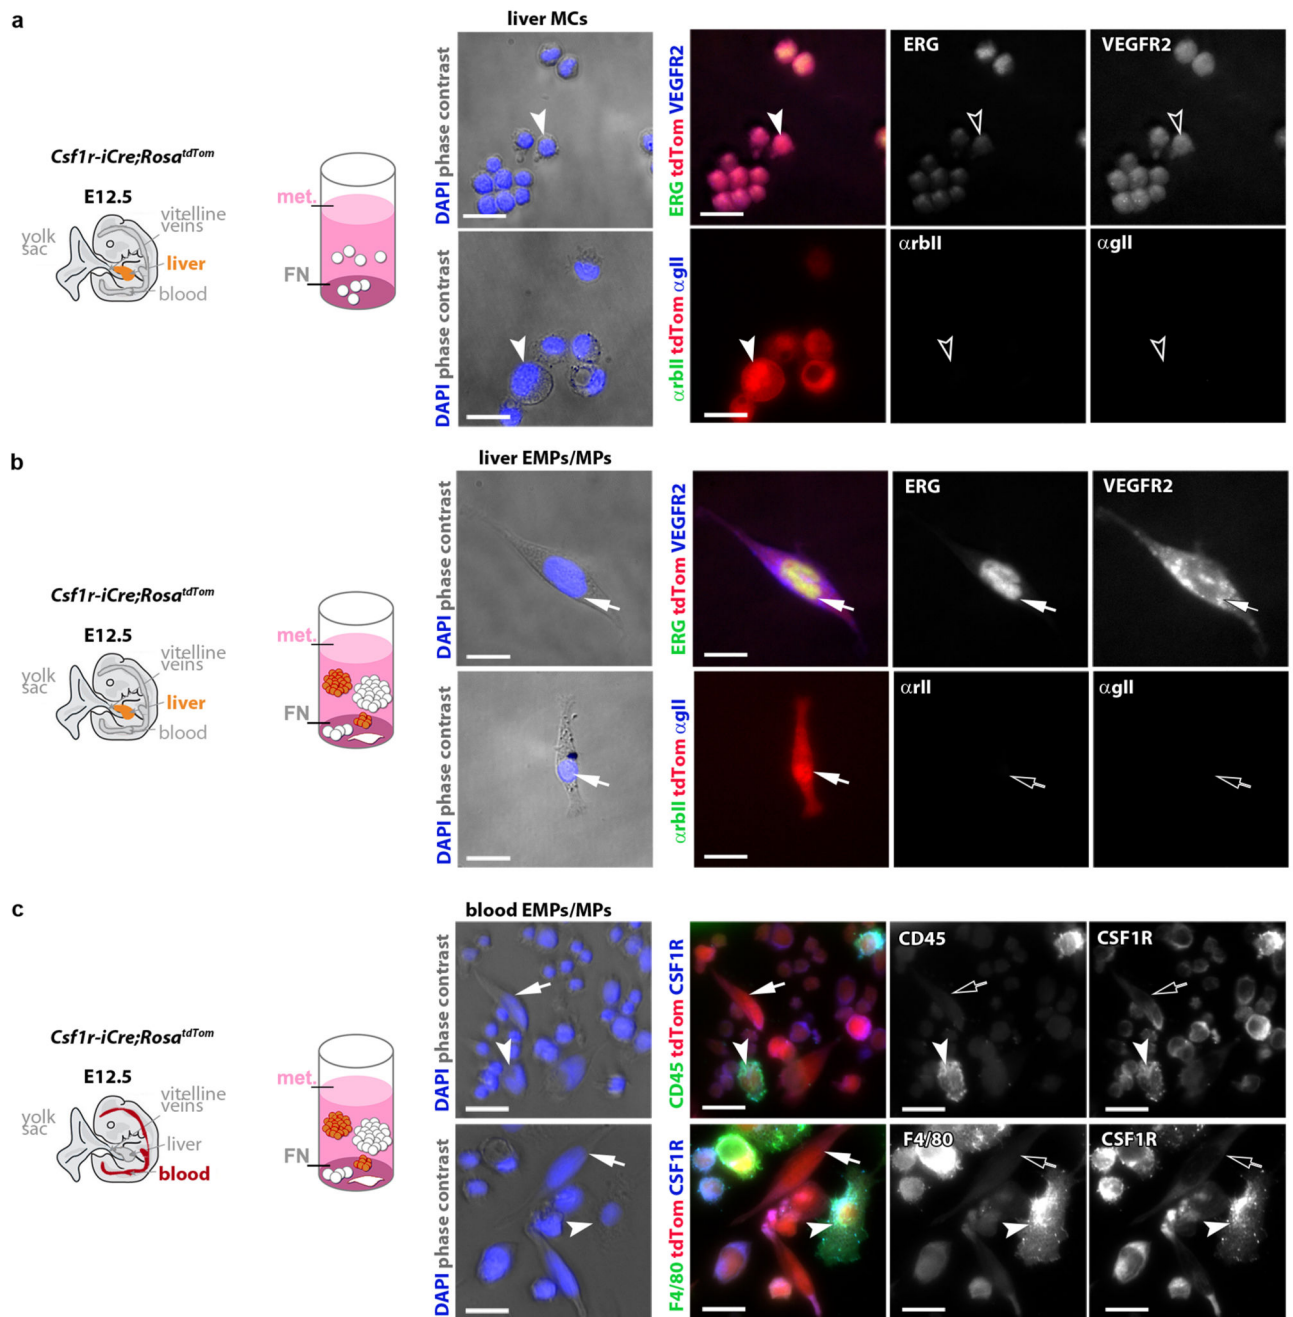 a
liver MCs
Csf1r-iCre;Rosa^tdTom
E12.5
yolk
sac
vitelline
veins
liver
blood
met.
FN
DAPI phase contrast
ERG tdTom VEGFR2
ERG
VEGFR2
DAPI phase contrast
αrbII tdTom αgII
αrbII
αgII
b
liver EMPs/MPs
Csf1r-iCre;Rosa^tdTom
E12.5
yolk
sac
vitelline
veins
liver
blood
met.
FN
DAPI phase contrast
ERG tdTom VEGFR2
ERG
VEGFR2
DAPI phase contrast
αrbII tdTom αgII
αrII
αgII
c
blood EMPs/MPs
Csf1r-iCre;Rosa^tdTom
E12.5
yolk
sac
vitelline
veins
liver
blood
met.
FN
DAPI phase contrast
CD45 tdTom CSF1R
CD45
CSF1R
DAPI phase contrast
F4/80 tdTom CSF1R
F4/80
CSF1R